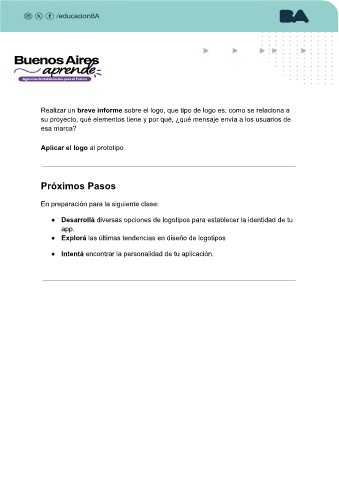 /educacionBA
BA
Buenos Aires
aprende
Agencia de Habilidades para el Futuro
Realizar un breve informe sobre el logo, que tipo de logo es, como se relaciona a
su proyecto, qué elementos tiene y por qué, ¿qué mensaje envía a los usuarios de
esa marca?
Aplicar el logo al prototipo
Próximos Pasos
En preparación para la siguiente clase:
● Desarrollá diversas opciones de logotipos para establecer la identidad de tu
app.
● Explorá las últimas tendencias en diseño de logotipos
● Intentá encontrar la personalidad de tu aplicación.